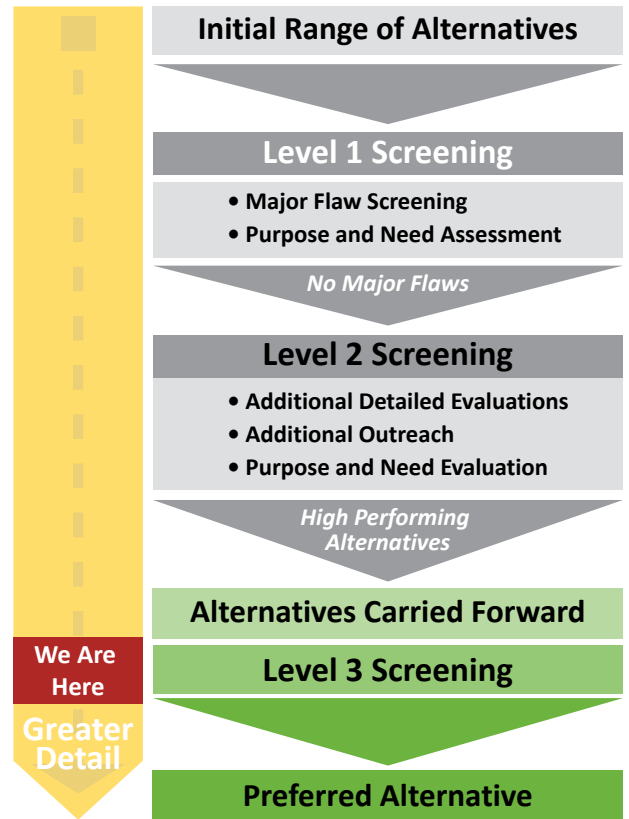 Initial Range of Alternatives
Level 1 Screening
• Major Flaw Screening
• Purpose and Need Assessment
No Major Flaws
Level 2 Screening
• Additional Detailed Evaluations
• Additional Outreach
• Purpose and Need Evaluation
High Performing
Alternatives
Alternatives Carried Forward
We Are
Here
Level 3 Screening
Greater
Detail
Preferred Alternative